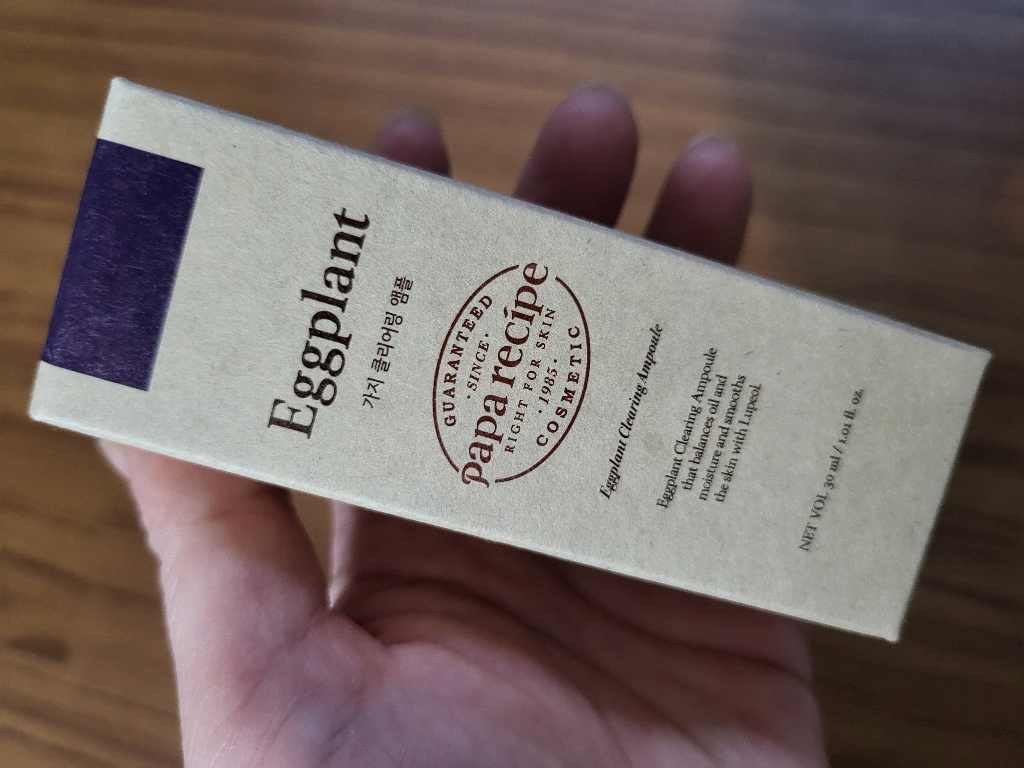 Eggplant
가지 클리어링 앰플
GUARANTEED
· SINCE ·
papa recipe
RIGHT FOR SKIN
· 1985 ·
COSMETIC
Eggplant Clearing Ampoule
Eggplant Clearing Ampoule
that balances oil and
moisture and smooths
the skin with Lupeol.
NET VOL. 30 ml / 1.01 fl. oz.